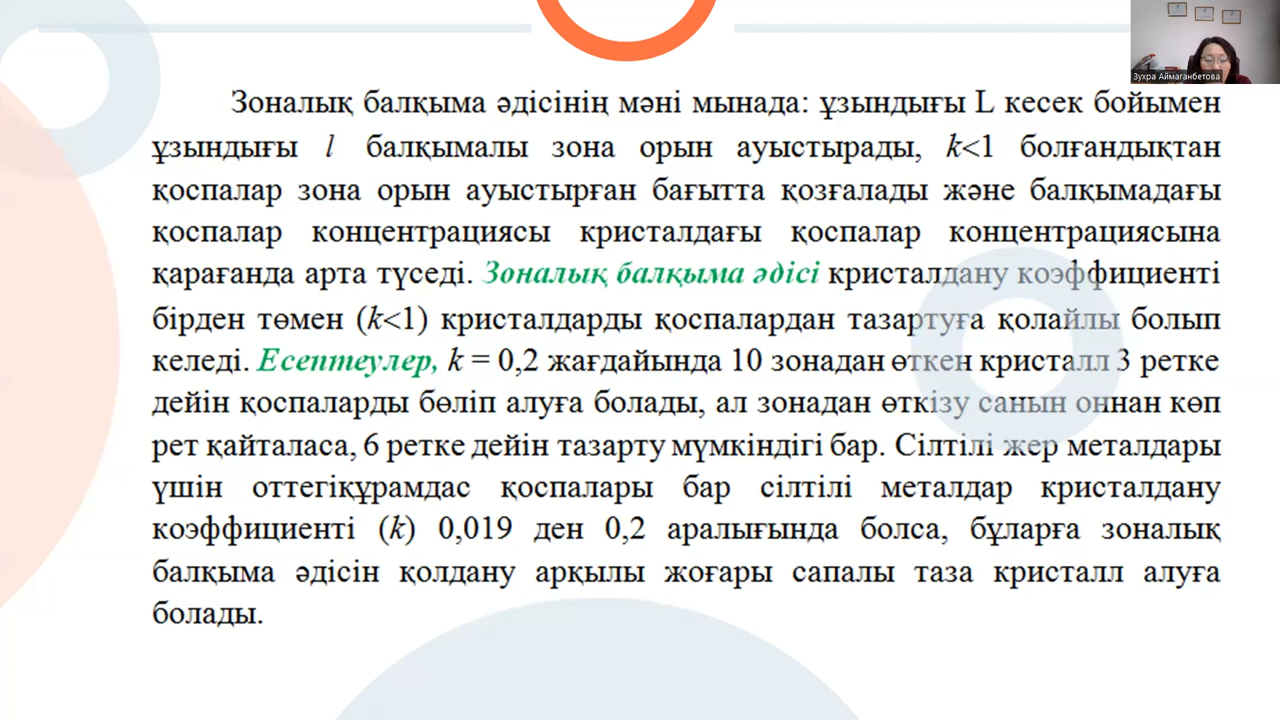 Зухра Аймаганбетова
Зоналық балқыма әдісінің мәні мынада: ұзындығы L кесек бойымен
ұзындығы l балқымалы зона орын ауыстырады, k<1 болғандықтан
қоспалар зона орын ауыстырған бағытта қозғалады және балқымадағы
қоспалар концентрациясы кристалдағы қоспалар концентрациясына
қарағанда арта түседі. Зоналық балқыма әдісі кристалдану коэффициенті
бірден төмен (k<1) кристалдарды қоспалардан тазартуға қолайлы болып
келеді. Есептеулер, k = 0,2 жағдайында 10 зонадан өткен кристалл 3 ретке
дейін қоспаларды бөліп алуға болады, ал зонадан өткізу санын оннан көп
рет қайталаса, 6 ретке дейін тазарту мүмкіндігі бар. Сілтілі жер металдары
үшін оттегіқұрамдас қоспалары бар сілтілі металдар кристалдану
коэффициенті (k) 0,019 ден 0,2 аралығында болса, бұларға зоналық
балқыма әдісін қолдану арқылы жоғары сапалы таза кристалл алуға
болады.